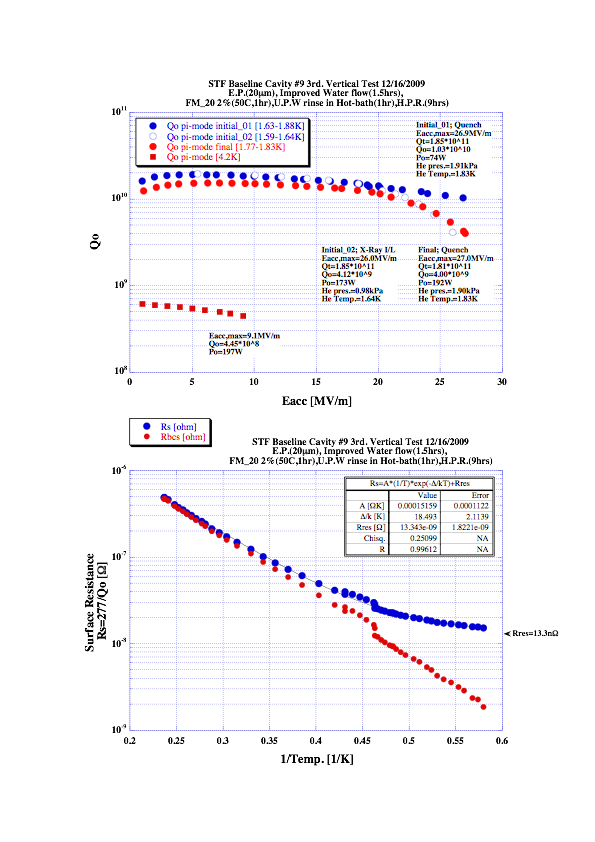 STF Baseline Cavity #9 3rd. Vertical Test 12/16/2009
E.P.(20μm), Improved Water flow(1.5hrs),
FM_20 2%(50C,1hr),U.P.W rinse in Hot-bath(1hr),H.P.R.(9hrs)
Qo pi-mode initial_01 [1.63-1.88K]
Qo pi-mode initial_02 [1.59-1.64K]
Qo pi-mode final [1.77-1.83K]
Qo pi-mode [4.2K]
Initial_01; Quench
Eacc,max=26.9MV/m
Qt=1.85*10^11
Qo=1.03*10^10
Po=74W
He pres.=1.91kPa
He Temp.=1.83K
Initial_02; X-Ray I/L
Eacc,max=26.0MV/m
Qt=1.85*10^11
Qo=4.12*10^9
Po=173W
He pres.=0.98kPa
He Temp.=1.64K
Final; Quench
Eacc,max=27.0MV/m
Qt=1.81*10^11
Qo=4.00*10^9
Po=192W
He pres.=1.90kPa
He Temp.=1.83K
Eacc,max=9.1MV/m
Qo=4.45*10^8
Po=197W
10^11
10^10
10^9
10^8
Qo
0 5 10 15 20 25 30
Eacc [MV/m]
Rs [ohm]
Rbcs [ohm]
STF Baseline Cavity #9 3rd. Vertical Test 12/16/2009
E.P.(20μm), Improved Water flow(1.5hrs),
FM_20 2%(50C,1hr),U.P.W rinse in Hot-bath(1hr),H.P.R.(9hrs)
Rs=A*(1/T)*exp(-Δ/kT)+Rres
Value Error
A [ΩK] 0.00015159 0.0001122
Δ/k [K] 18.493 2.1139
Rres [Ω] 13.343e-09 1.8221e-09
Chisq. 0.25099 NA
R 0.99612 NA
Rres=13.3nΩ
10^-6
10^-7
10^-8
10^-9
Surface Resistance
Rs=277/Qo [Ω]
0.2 0.25 0.3 0.35 0.4 0.45 0.5 0.55 0.6
1/Temp. [1/K]